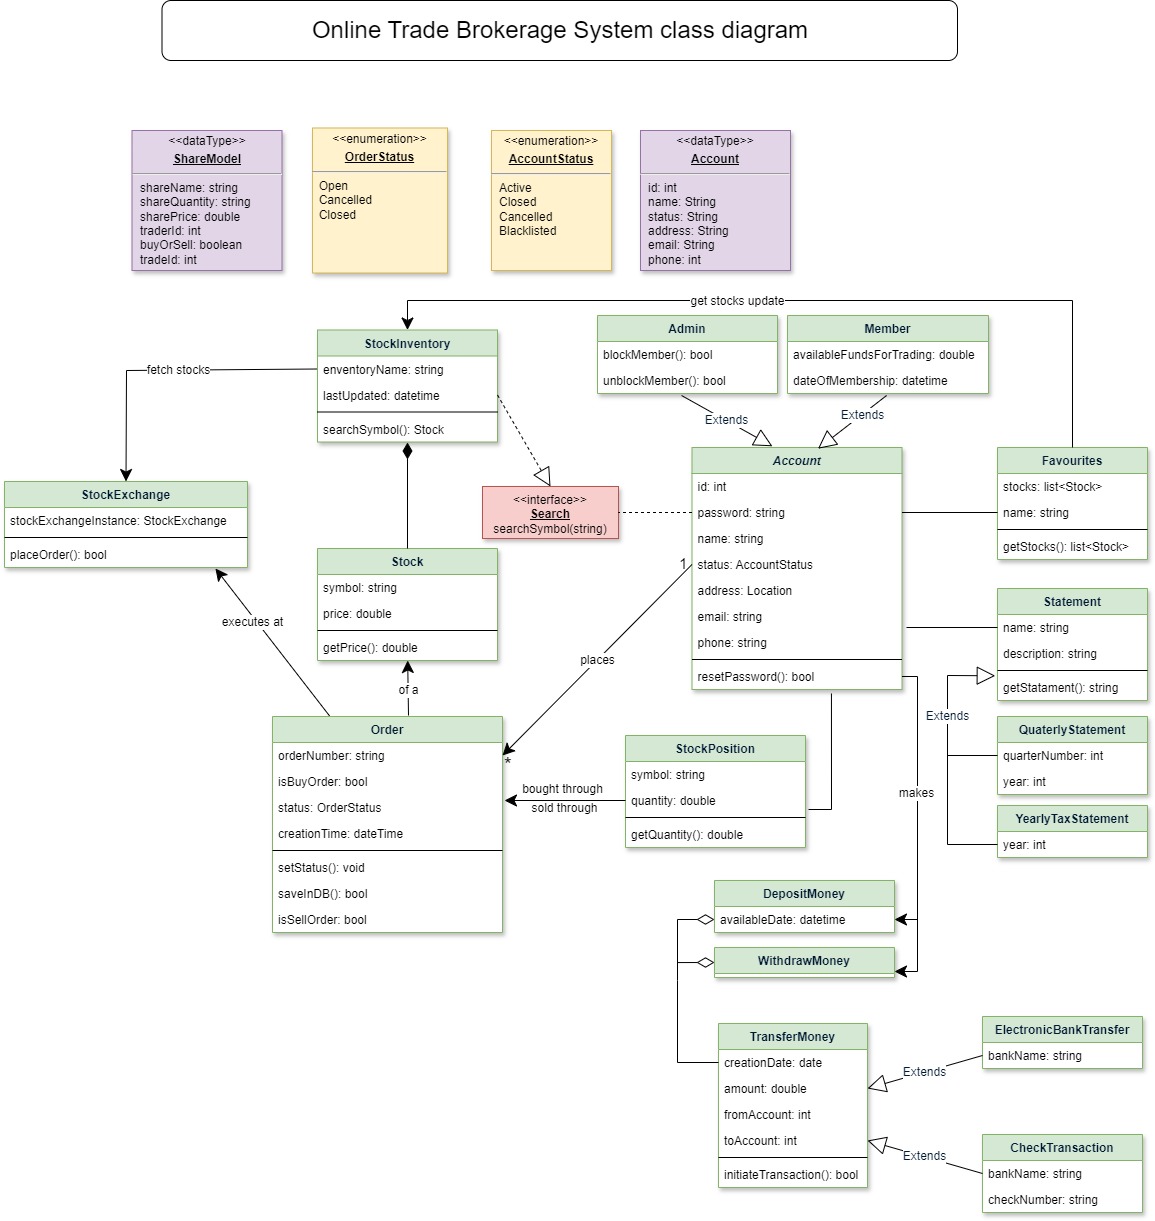 Online Trade Brokerage System class diagram
<<dataType>>
ShareModel
shareName: string
shareQuantity: string
sharePrice: double
traderId: int
buyOrSell: boolean
tradeId: int
<<enumeration>>
OrderStatus
Open
Cancelled
Closed
<<enumeration>>
AccountStatus
Active
Closed
Cancelled
Blacklisted
<<dataType>>
Account
id: int
name: String
status: String
address: String
email: String
phone: int
get stocks update
StockInventory
enventoryName: string
lastUpdated: datetime
searchSymbol(): Stock
Admin
blockMember(): bool
unblockMember(): bool
Member
availableFundsForTrading: double
dateOfMembership: datetime
fetch stocks
Extends
Extends
StockExchange
stockExchangeInstance: StockExchange
placeOrder(): bool
<<interface>>
Search
searchSymbol(string)
Account
id: int
password: string
name: string
status: AccountStatus
address: Location
email: string
phone: string
resetPassword(): bool
Favourites
stocks: list<Stock>
name: string
getStocks(): list<Stock>
Stock
symbol: string
price: double
getPrice(): double
1
Statement
name: string
description: string
getStatament(): string
executes at
places
of a
Extends
Order
orderNumber: string
isBuyOrder: bool
status: OrderStatus
creationTime: dateTime
setStatus(): void
saveInDB(): bool
isSellOrder: bool
*
bought through
sold through
StockPosition
symbol: string
quantity: double
getQuantity(): double
makes
QuaterlyStatement
quarterNumber: int
year: int
YearlyTaxStatement
year: int
DepositMoney
availableDate: datetime
WithdrawMoney
TransferMoney
creationDate: date
amount: double
fromAccount: int
toAccount: int
initiateTransaction(): bool
Extends
ElectronicBankTransfer
bankName: string
Extends
CheckTransaction
bankName: string
checkNumber: string